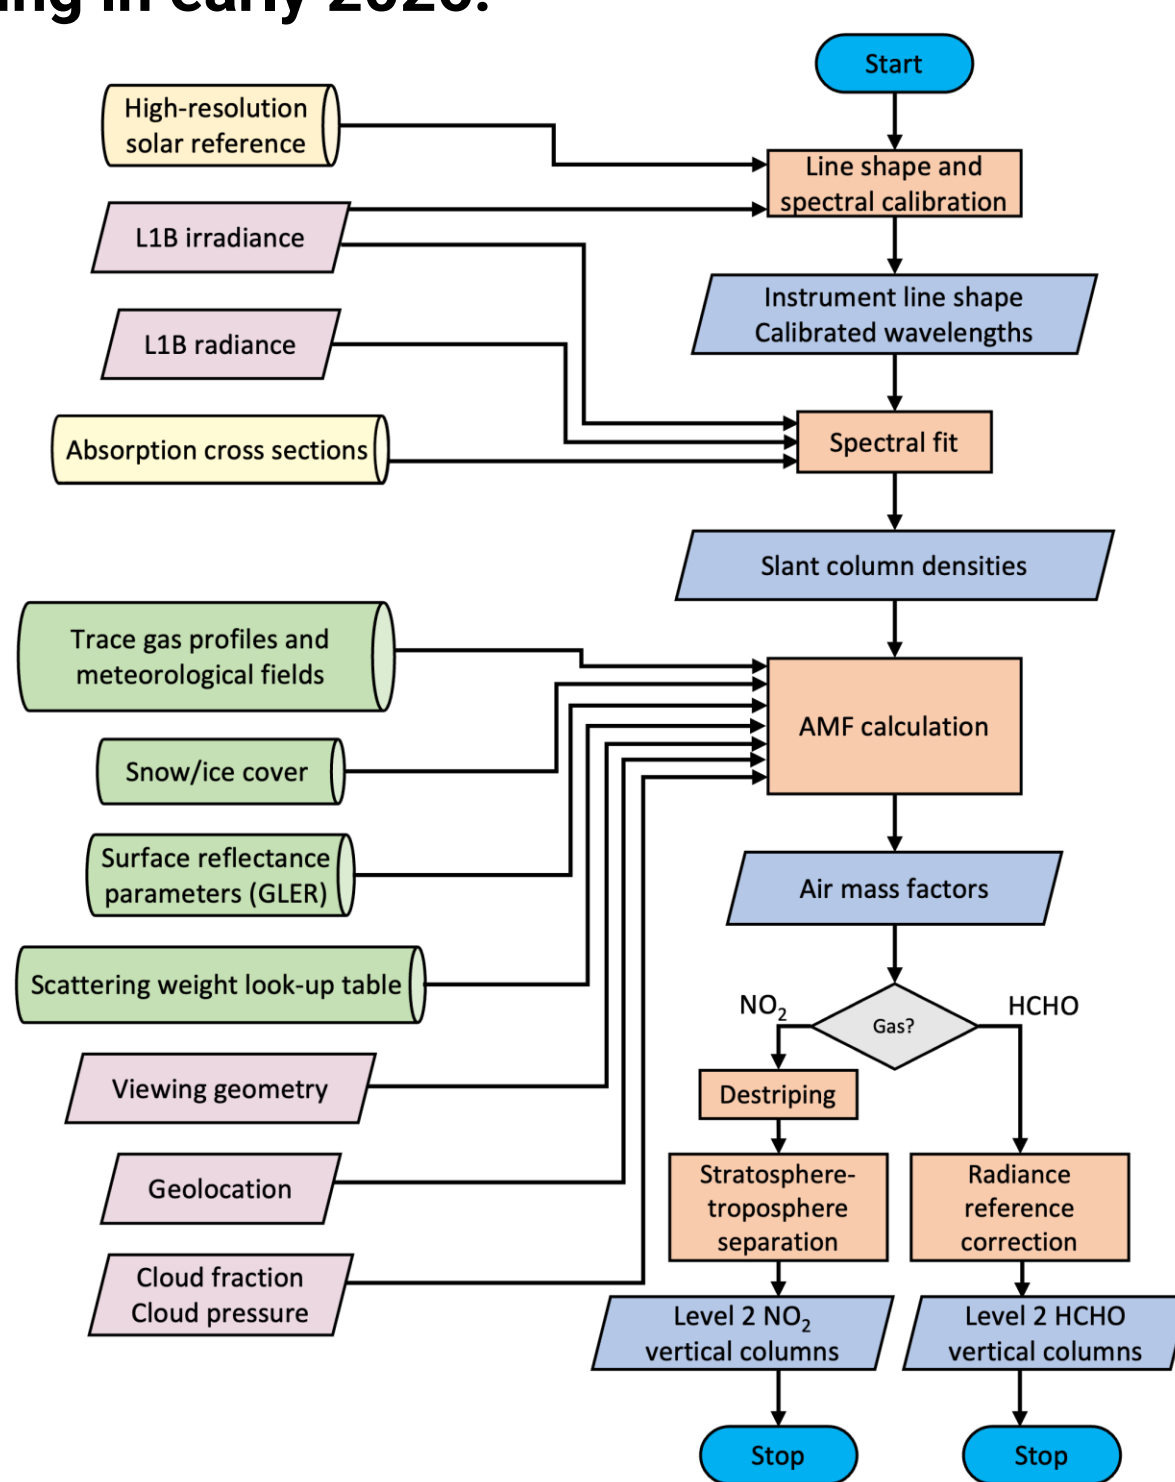 ing in early 2026.
Start
High-resolution
solar reference
Line shape and
spectral calibration
L1B irradiance
Instrument line shape
Calibrated wavelengths
L1B radiance
Spectral fit
Absorption cross sections
Slant column densities
Trace gas profiles and
meteorological fields
AMF calculation
Snow/ice cover
Surface reflectance
parameters (GLER)
Air mass factors
Scattering weight look-up table
NO₂
Gas?
HCHO
Viewing geometry
Destriping
Geolocation
Stratosphere-
troposphere
separation
Radiance
reference
correction
Cloud fraction
Cloud pressure
Level 2 NO₂
vertical columns
Level 2 HCHO
vertical columns
Stop
Stop